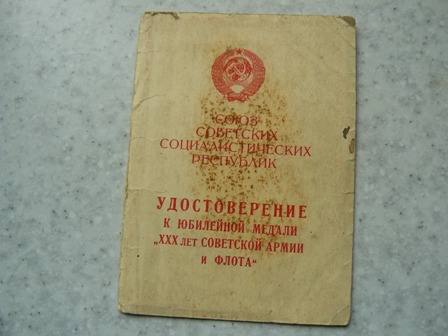 СОЮЗ
СОВЕТСКИХ
СОЦИАЛИСТИЧЕСКИХ
РЕСПУБЛИК
УДОСТОВЕРЕНИЕ
К ЮБИЛЕЙНОЙ МЕДАЛИ
„XXX ЛЕТ СОВЕТСКОЙ АРМИИ
И ФЛОТА“